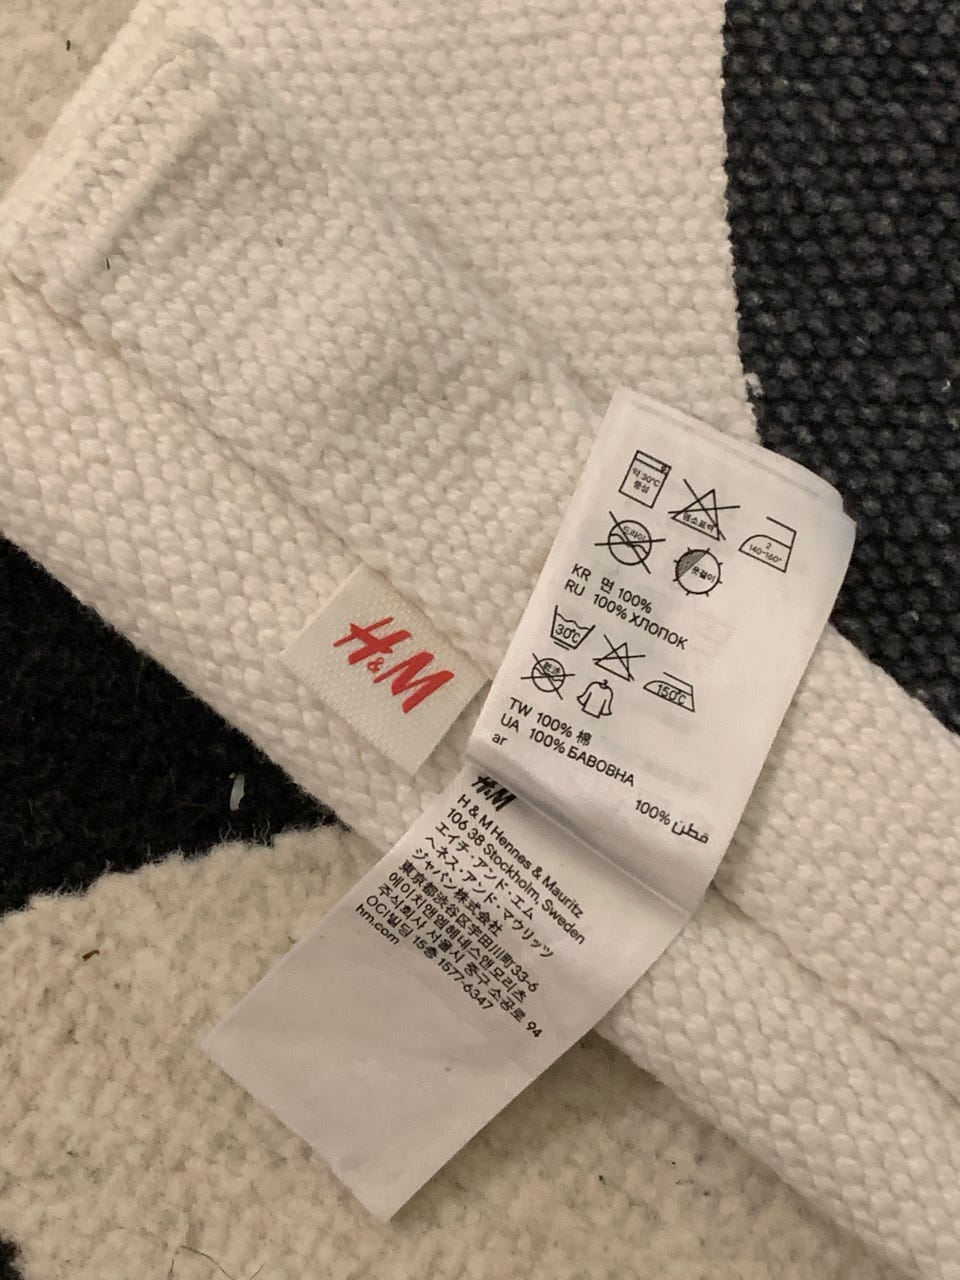 H&M
약 30℃
중성
염소표백
2
140~160°
드라이
옷걸이
KR 면 100%
RU 100% ХЛОПОК
30℃
150℃
乾洗
TW 100% 棉
UA 100% БАВОВНА
ar
100% قطن
H&M
H & M Hennes & Mauritz
106 38 Stockholm, Sweden
エイチ・アンド・エム
ヘネス・アンド・マウリッツ
ジャパン株式会社
東京都渋谷区宇田川町33-6
에이치앤엠헤네스앤모리츠
주식회사 서울시 중구 소공로 94
OCI빌딩 15층 1577-6347
hm.com